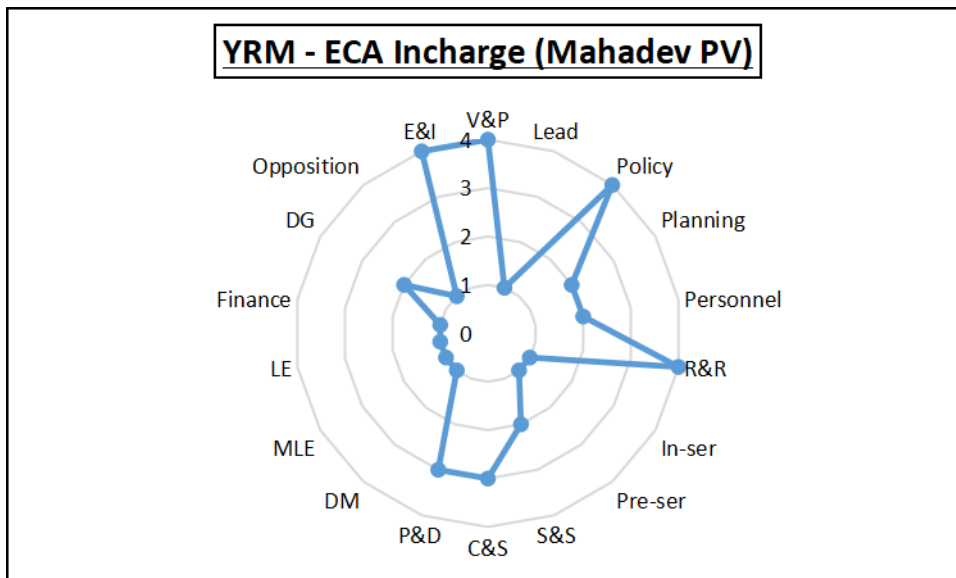 YRM - ECA Incharge (Mahadev PV)
V&P
Lead
Policy
Planning
Personnel
R&R
In-ser
Pre-ser
S&S
C&S
P&D
DM
MLE
LE
Finance
DG
Opposition
E&I
4
3
2
1
0